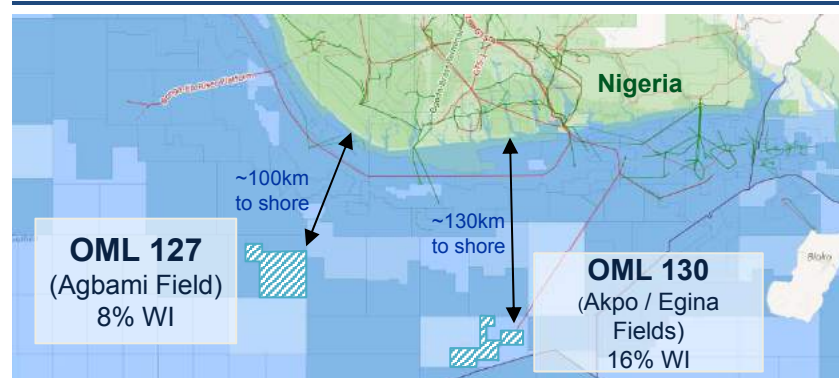 Nigeria
~100km
to shore
~130km
to shore
OML 127
(Agbami Field)
8% WI
OML 130
(Akpo / Egina
Fields)
16% WI
Bioko